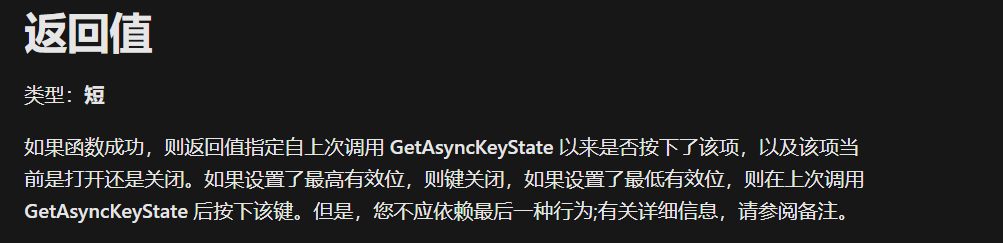 返回值
类型：短
如果函数成功，则返回值指定自上次调用 GetAsyncKeyState 以来是否按下了该项，以及该项当
前是打开还是关闭。如果设置了最高有效位，则键关闭，如果设置了最低有效位，则在上次调用
GetAsyncKeyState 后按下该键。但是，您不应依赖最后一种行为;有关详细信息，请参阅备注。